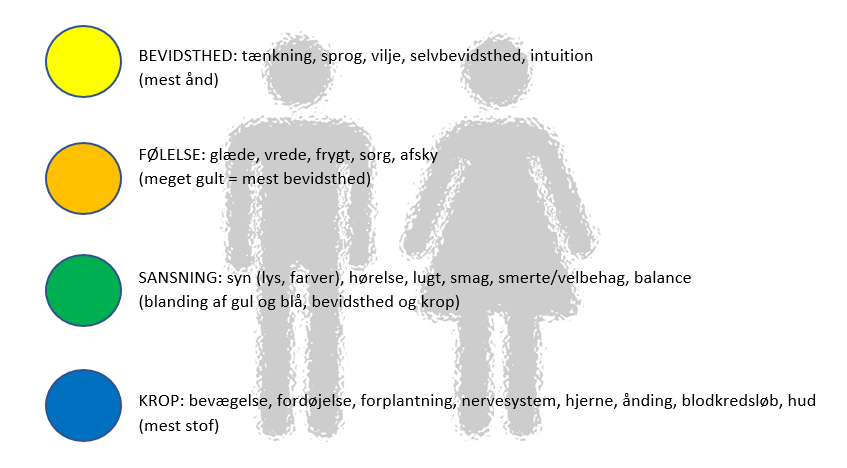 BEVIDSTHED: tænkning, sprog, vilje, selvbevidsthed, intuition
(mest ånd)
FØLELSE: glæde, vrede, frygt, sorg, afsky
(meget gult = mest bevidsthed)
SANSNING: syn (lys, farver), hørelse, lugt, smag, smerte/velbehag, balance
(blanding af gul og blå, bevidsthed og krop)
KROP: bevægelse, fordøjelse, forplantning, nervesystem, hjerne, ånding, blodkredsløb, hud
(mest stof)